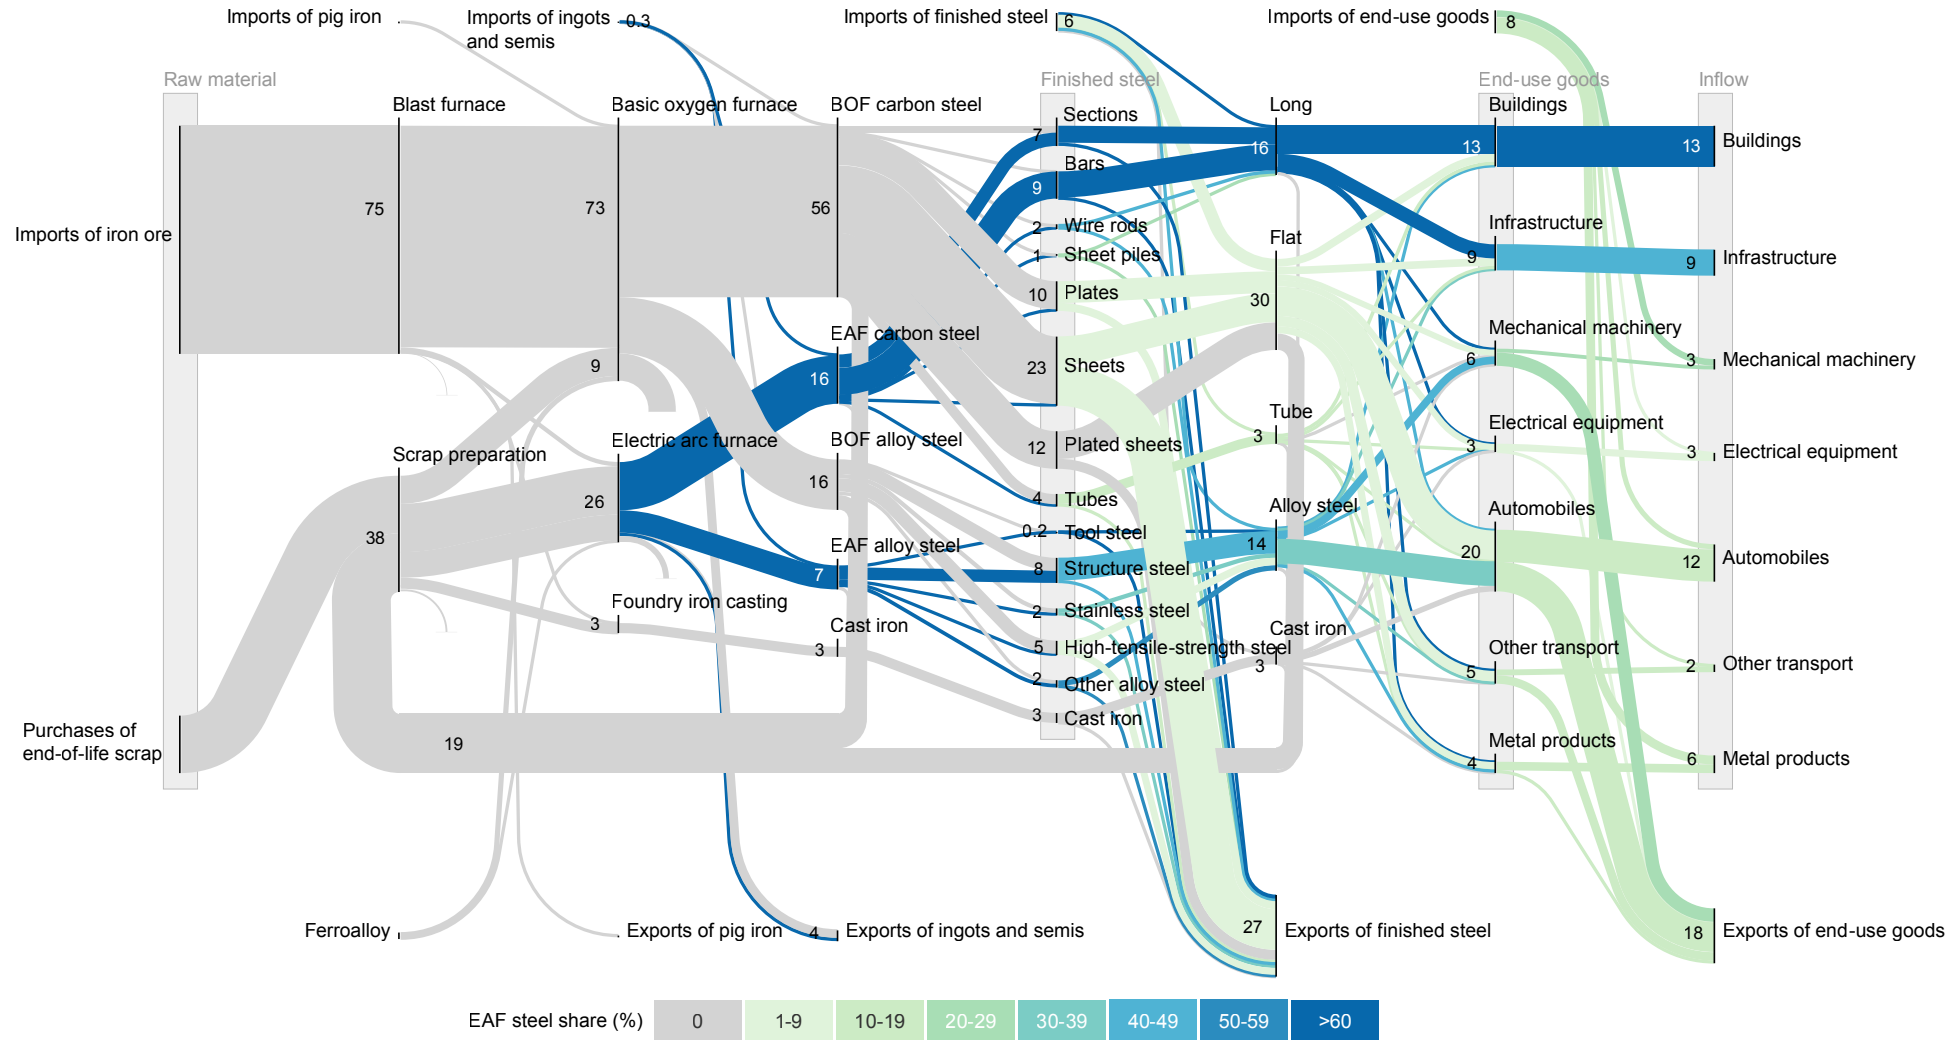 Imports of pig iron
Imports of ingots
and semis
0.3
Imports of finished steel
6
Imports of end-use goods
8
Raw material
Finished steel
End-use goods
Inflow
Blast furnace
Basic oxygen furnace
BOF carbon steel
Sections
Long
Buildings
7
16
13
13
Buildings
Bars
9
75
73
56
Wire rods
2
Infrastructure
Imports of iron ore
Flat
Sheet piles
1
9
9
Infrastructure
10
Plates
30
EAF carbon steel
Mechanical machinery
6
3
Mechanical machinery
9
16
23
Sheets
Tube
Electrical equipment
Electric arc furnace
BOF alloy steel
12
Plated sheets
3
3
3
Electrical equipment
Scrap preparation
26
16
4
Tubes
Alloy steel
Automobiles
38
0.2
Tool steel
14
20
12
Automobiles
EAF alloy steel
7
8
Structure steel
Foundry iron casting
3
2
Stainless steel
Cast iron
3
5
High-tensile-strength steel
Cast iron
3
Other transport
5
2
Other transport
2
Other alloy steel
3
Cast iron
Purchases of
end-of-life scrap
19
Metal products
4
6
Metal products
Ferroalloy
Exports of pig iron
4
Exports of ingots and semis
27
Exports of finished steel
18
Exports of end-use goods
EAF steel share (%)
0
1-9
10-19
20-29
30-39
40-49
50-59
>60